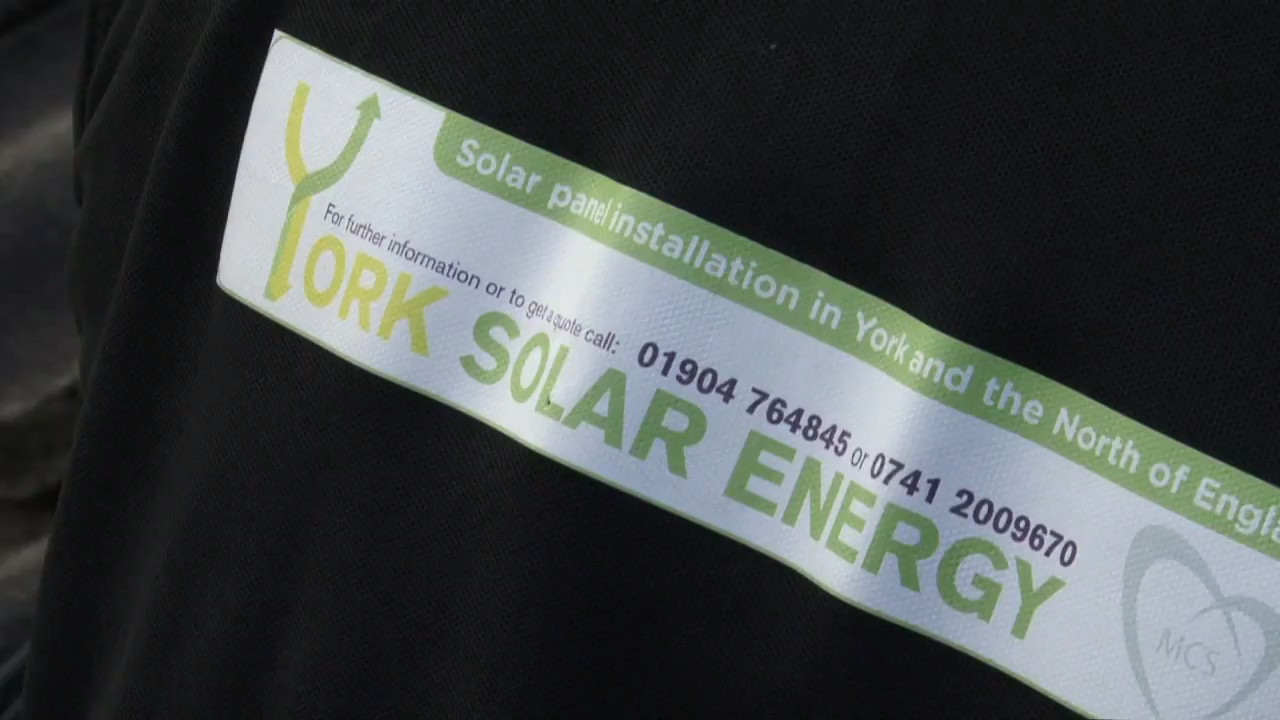 Solar panel installation in York and the North of Engla
For further information or to get a quote call: 01904 764845 or 0741 2009670
YORK SOLAR ENERGY
MCS